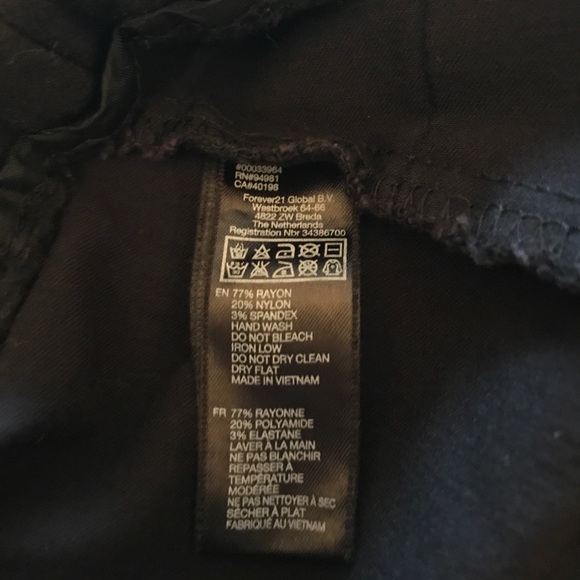 #00033964
RN#94981
CA#40198
Forever21 Global B.V.
Westbroek 64-66
4822 ZW Breda
The Netherlands
Registration Nbr 34386700
EN 77% RAYON
20% NYLON
3% SPANDEX
HAND WASH
DO NOT BLEACH
IRON LOW
DO NOT DRY CLEAN
DRY FLAT
MADE IN VIETNAM
FR 77% RAYONNE
20% POLYAMIDE
3% ELASTANE
LAVER À LA MAIN
NE PAS BLANCHIR
REPASSER À
TEMPÉRATURE
MODÉRÉE
NE PAS NETTOYER À SEC
SÉCHER À PLAT
FABRIQUÉ AU VIETNAM